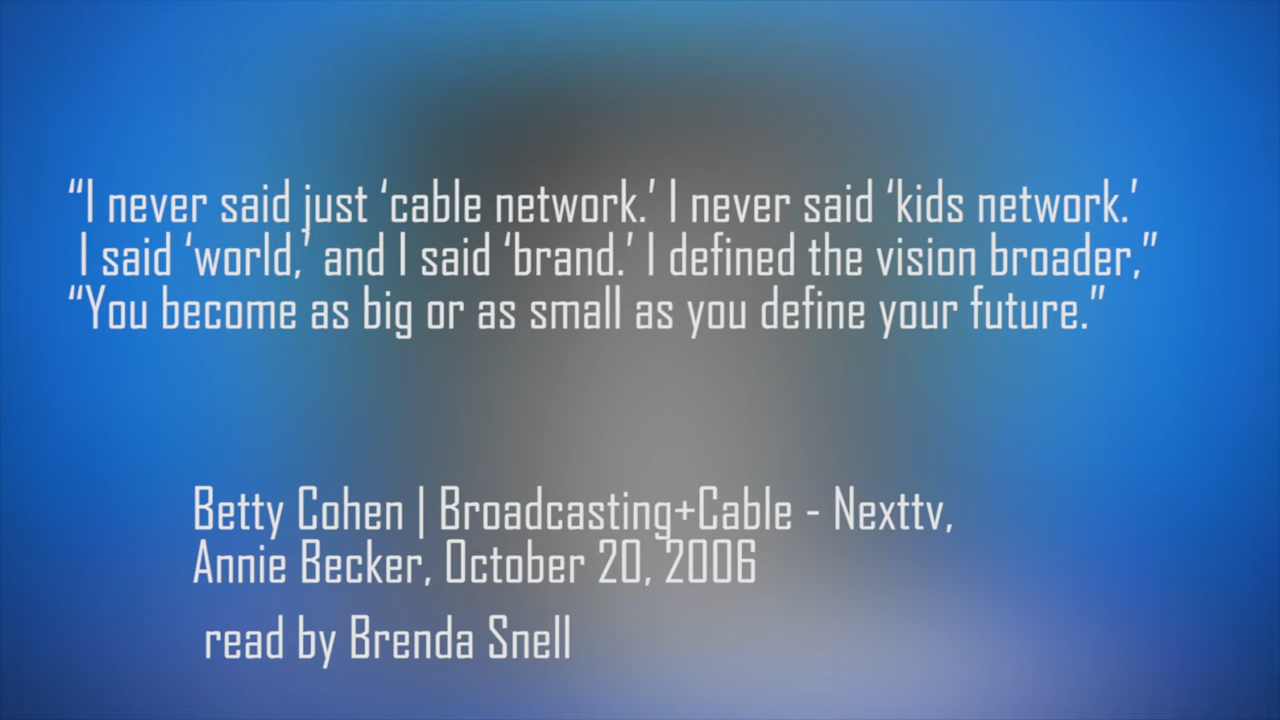 “I never said just ‘cable network.’ I never said ‘kids network.’
I said ‘world,’ and I said ‘brand.’ I defined the vision broader,”
“You become as big or as small as you define your future.”
Betty Cohen | Broadcasting+Cable - Nexttv,
Annie Becker, October 20, 2006
read by Brenda Snell